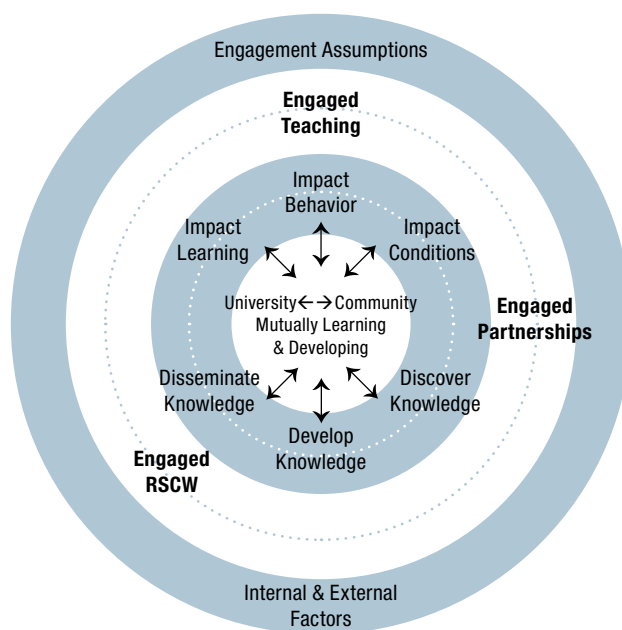 Engagement Assumptions
Engaged
Teaching
Impact
Behavior
Impact
Learning
Impact
Conditions
University←→Community
Mutually Learning
& Developing
Engaged
Partnerships
Disseminate
Knowledge
Discover
Knowledge
Develop
Knowledge
Engaged
RSCW
Internal & External
Factors